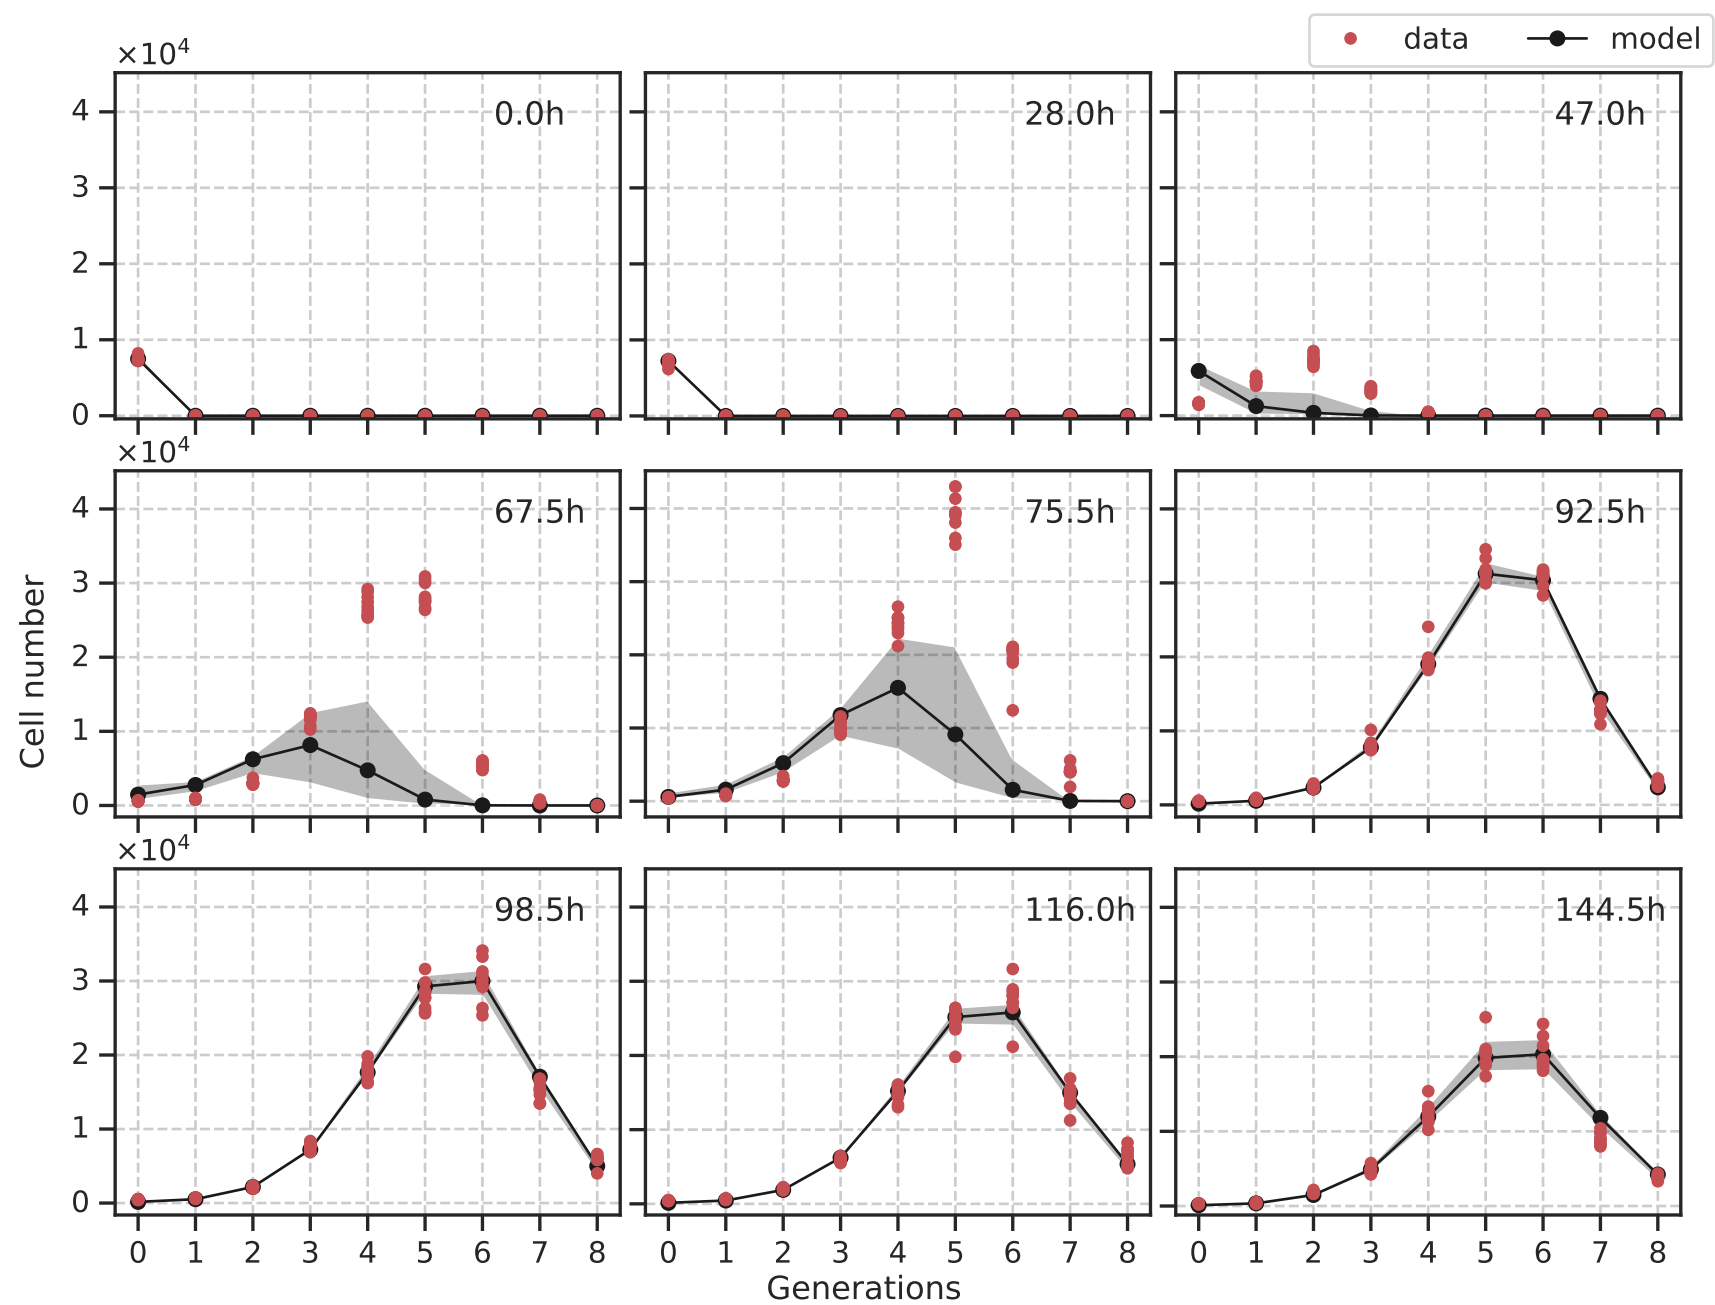 data model
×10⁴
4
3
2
1
0
0.0h
28.0h
47.0h
×10⁴
4
3
2
1
0
67.5h
75.5h
92.5h
Cell number
×10⁴
4
3
2
1
0
98.5h
116.0h
144.5h
0 1 2 3 4 5 6 7 8
0 1 2 3 4 5 6 7 8
0 1 2 3 4 5 6 7 8
Generations